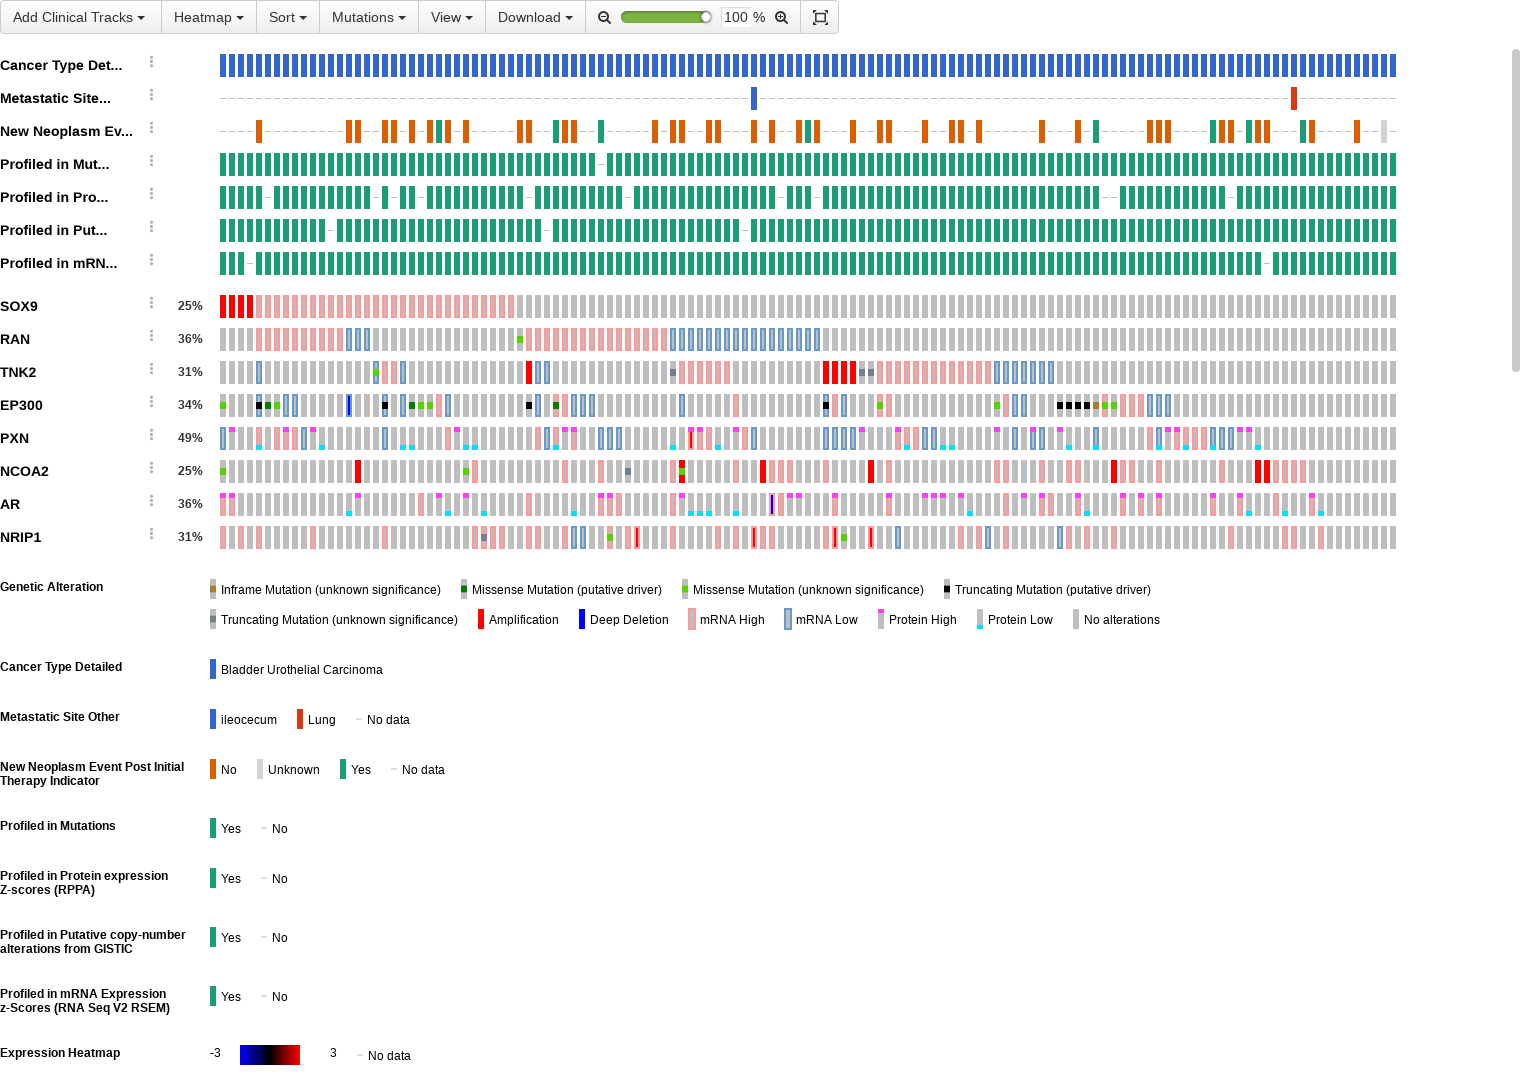 Add Clinical Tracks Heatmap Sort Mutations View Download 100 %
Cancer Type Det...
Metastatic Site...
New Neoplasm Ev...
Profiled in Mut...
Profiled in Pro...
Profiled in Put...
Profiled in mRN...
SOX9 25%
RAN 36%
TNK2 31%
EP300 34%
PXN 49%
NCOA2 25%
AR 36%
NRIP1 31%
Genetic Alteration Inframe Mutation (unknown significance) Missense Mutation (putative driver) Missense Mutation (unknown significance) Truncating Mutation (putative driver)
Truncating Mutation (unknown significance) Amplification Deep Deletion mRNA High mRNA Low Protein High Protein Low No alterations
Cancer Type Detailed Bladder Urothelial Carcinoma
Metastatic Site Other ileocecum Lung No data
New Neoplasm Event Post Initial
Therapy Indicator No Unknown Yes No data
Profiled in Mutations Yes No
Profiled in Protein expression
Z-scores (RPPA) Yes No
Profiled in Putative copy-number
alterations from GISTIC Yes No
Profiled in mRNA Expression
z-Scores (RNA Seq V2 RSEM) Yes No
Expression Heatmap -3 3 No data